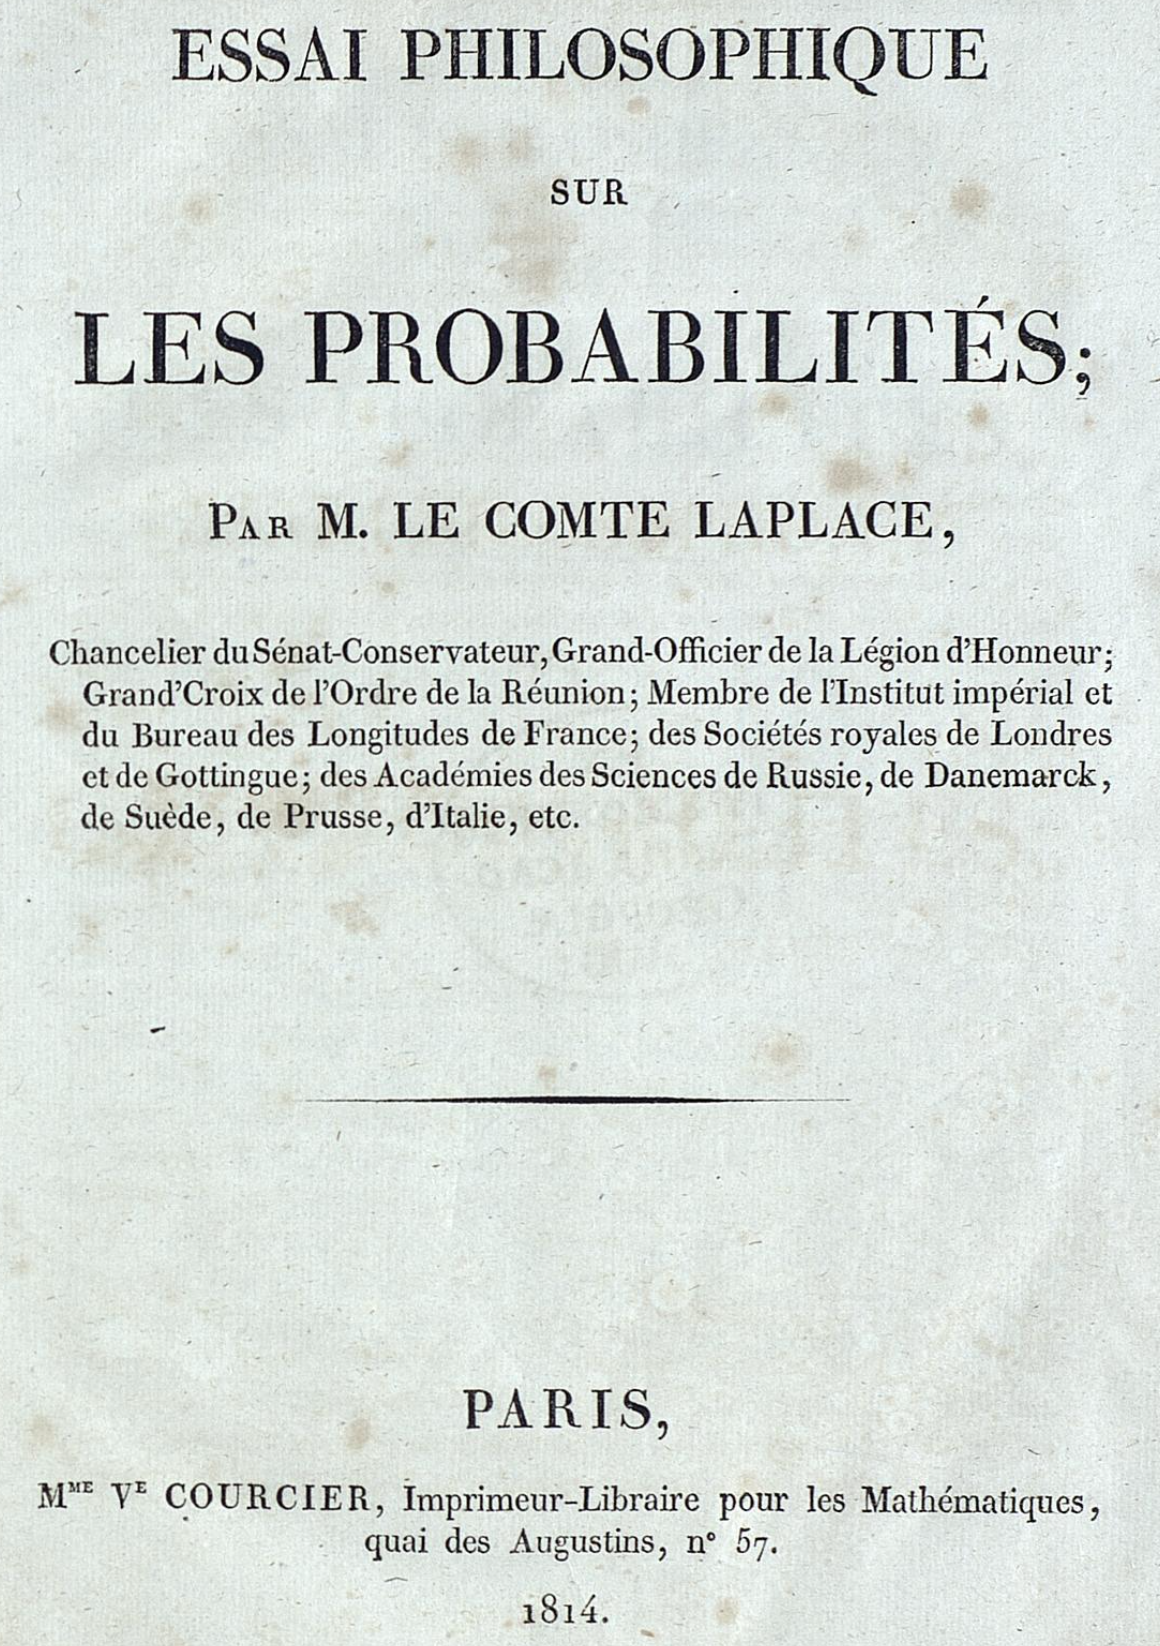 ESSAI PHILOSOPHIQUE
SUR
LES PROBABILITÉS;
PAR M. LE COMTE LAPLACE,
Chancelier du Sénat-Conservateur, Grand-Officier de la Légion d'Honneur;
Grand'Croix de l'Ordre de la Réunion; Membre de l'Institut impérial et
du Bureau des Longitudes de France; des Sociétés royales de Londres
et de Gottingue; des Académies des Sciences de Russie, de Danemarck,
de Suède, de Prusse, d'Italie, etc.
PARIS,
MME VE COURCIER, Imprimeur-Libraire pour les Mathématiques,
quai des Augustins, n° 57.
1814.